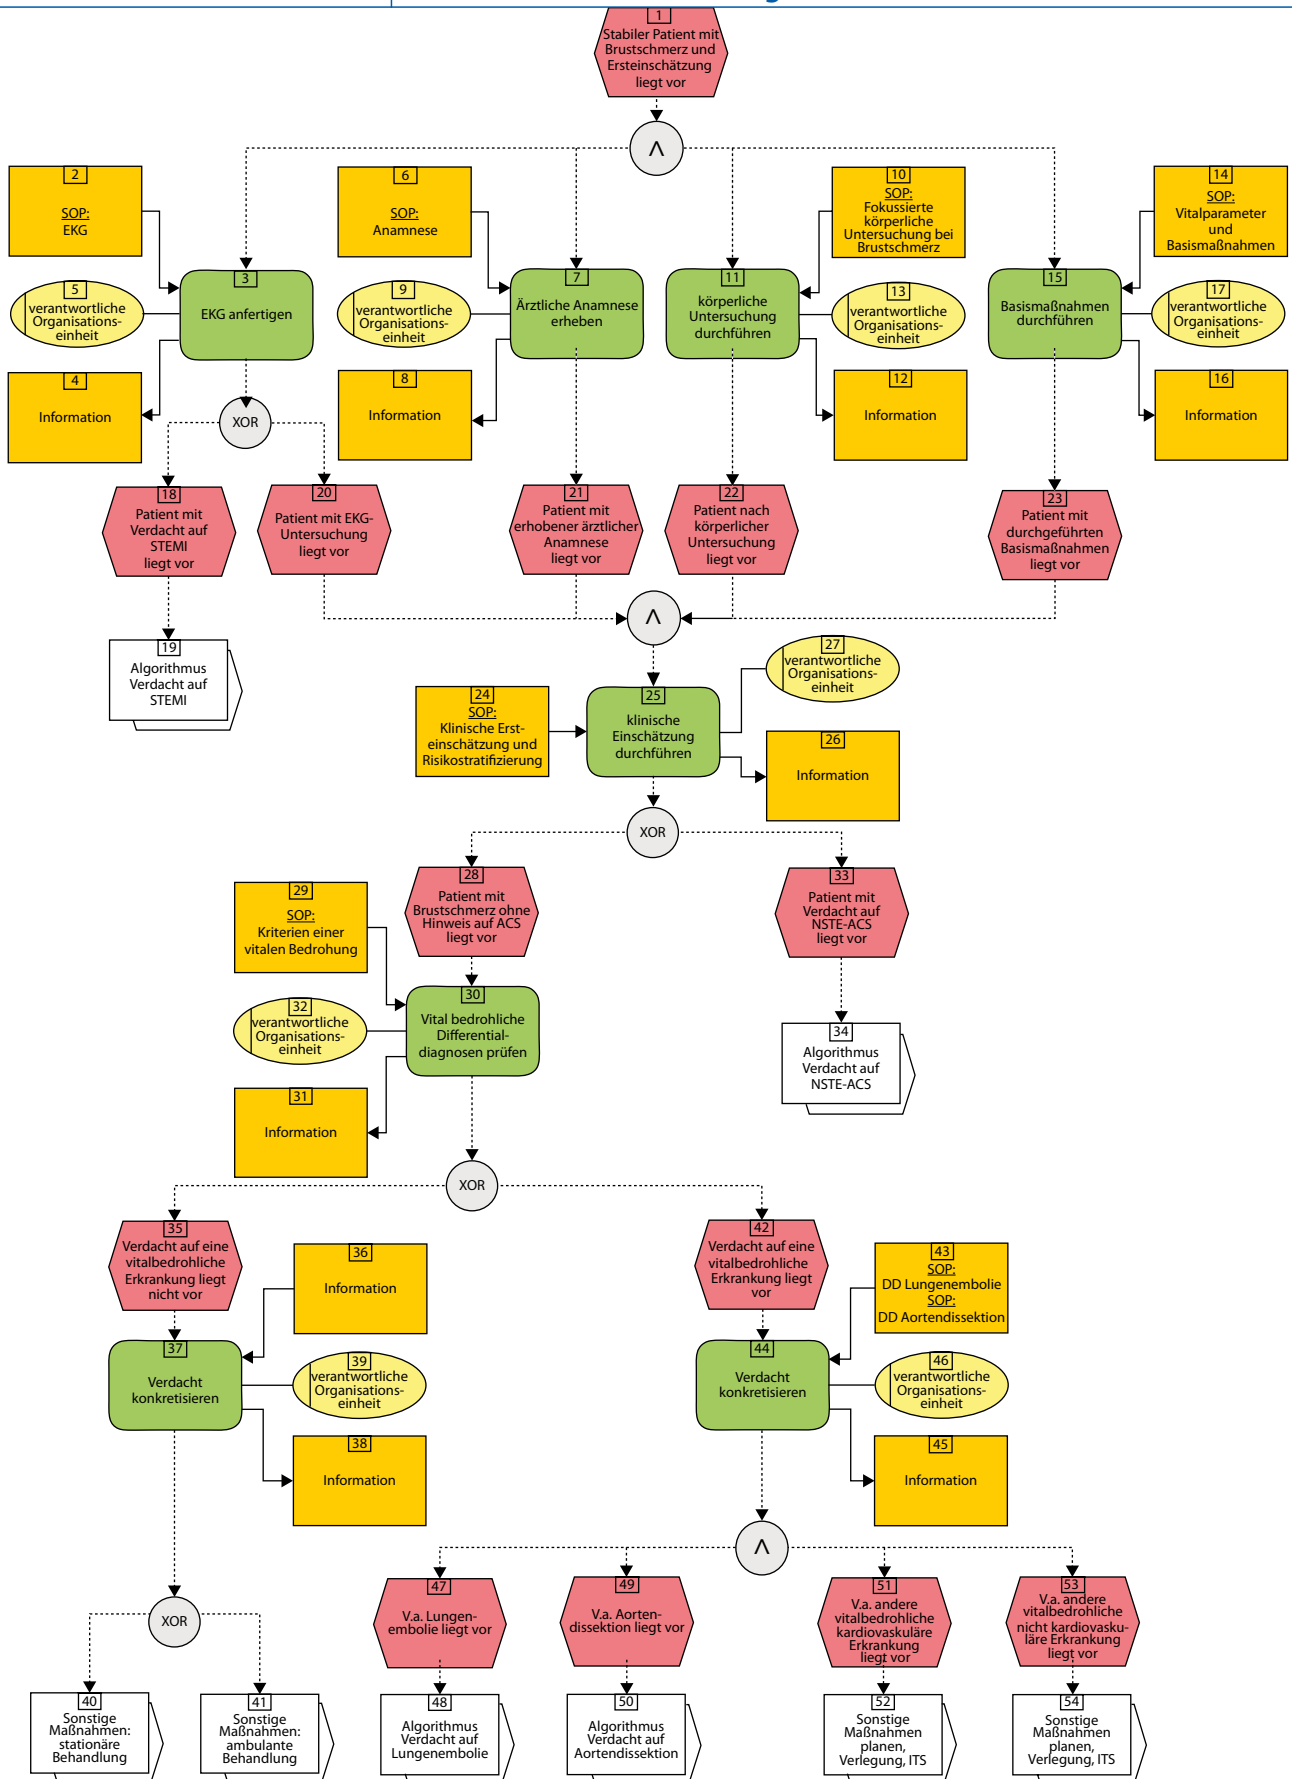 1
Stabiler Patient mit
Brustschmerz und
Ersteinschätzung
liegt vor
Λ
2
SOP:
EKG
6
SOP:
Anamnese
10
SOP:
Fokussierte
körperliche
Untersuchung bei
Brustschmerz
14
SOP:
Vitalparameter
und
Basismaßnahmen
3
EKG anfertigen
7
Ärztliche Anamnese
erheben
11
körperliche
Untersuchung
durchführen
15
Basismaßnahmen
durchführen
5
verantwortliche
Organisations-
einheit
9
verantwortliche
Organisations-
einheit
13
verantwortliche
Organisations-
einheit
17
verantwortliche
Organisations-
einheit
4
Information
8
Information
12
Information
16
Information
XOR
18
Patient mit
Verdacht auf
STEMI
liegt vor
20
Patient mit EKG-
Untersuchung
liegt vor
21
Patient mit
erhobener ärztlicher
Anamnese
liegt vor
22
Patient nach
körperlicher
Untersuchung
liegt vor
23
Patient mit
durchgeführten
Basismaßnahmen
liegt vor
Λ
19
Algorithmus
Verdacht auf
STEMI
27
verantwortliche
Organisations-
einheit
24
SOP:
Klinische Erst-
einschätzung und
Risikostratifizierung
25
klinische
Einschätzung
durchführen
26
Information
XOR
28
Patient mit
Brustschmerz ohne
Hinweis auf ACS
liegt vor
33
Patient mit
Verdacht auf
NSTE-ACS
liegt vor
29
SOP:
Kriterien einer
vitalen Bedrohung
30
Vital bedrohliche
Differential-
diagnosen prüfen
32
verantwortliche
Organisations-
einheit
34
Algorithmus
Verdacht auf
NSTE-ACS
31
Information
XOR
35
Verdacht auf eine
vitalbedrohliche
Erkrankung liegt
nicht vor
36
Information
42
Verdacht auf eine
vitalbedrohliche
Erkrankung liegt
vor
43
SOP:
DD Lungenembolie
SOP:
DD Aortendissektion
37
Verdacht
konkretisieren
39
verantwortliche
Organisations-
einheit
44
Verdacht
konkretisieren
46
verantwortliche
Organisations-
einheit
38
Information
45
Information
Λ
47
V.a. Lungen-
embolie liegt vor
49
V.a. Aorten-
dissektion liegt vor
51
V.a. andere
vitalbedrohliche
kardiovaskuläre
Erkrankung
liegt vor
53
V.a. andere
vitalbedrohliche
nicht kardiovasku-
läre Erkrankung
liegt vor
XOR
40
Sonstige
Maßnahmen:
stationäre
Behandlung
41
Sonstige
Maßnahmen:
ambulante
Behandlung
48
Algorithmus
Verdacht auf
Lungenembolie
50
Algorithmus
Verdacht auf
Aortendissektion
52
Sonstige
Maßnahmen
planen,
Verlegung, ITS
54
Sonstige
Maßnahmen
planen,
Verlegung, ITS